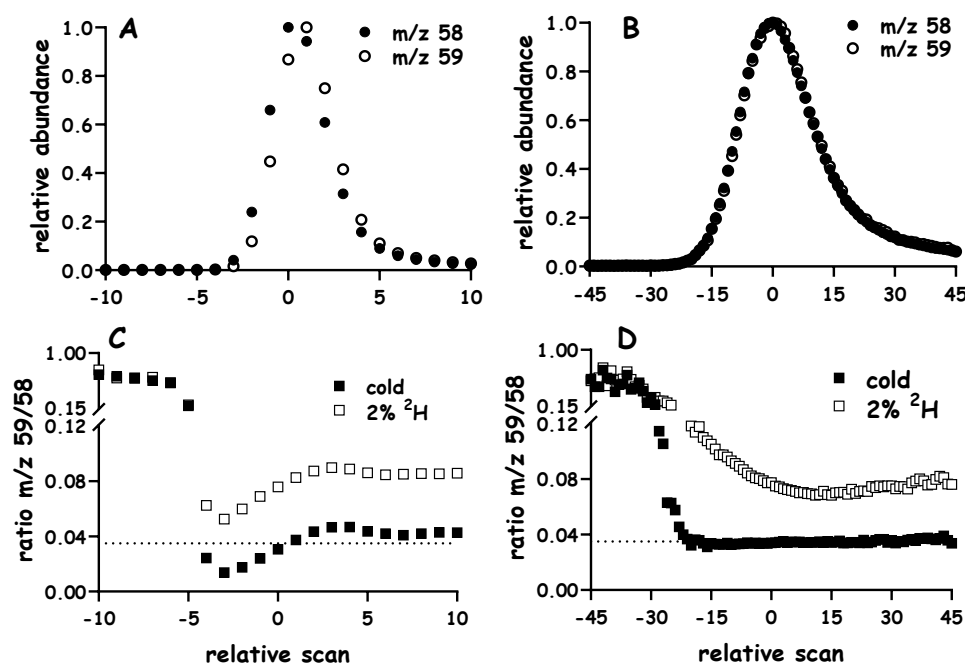 A
m/z 58
m/z 59
relative abundance
1.0
0.8
0.6
0.4
0.2
0.0
-10 -5 0 5 10
B
m/z 58
m/z 59
relative abundance
1.0
0.8
0.6
0.4
0.2
0.0
-45 -30 -15 0 15 30 45
C
cold
2% ²H
ratio m/z 59/58
1.00
0.15
0.12
0.08
0.04
0.00
-10 -5 0 5 10
relative scan
D
cold
2% ²H
ratio m/z 59/58
1.00
0.15
0.12
0.08
0.04
0.00
-45 -30 -15 0 15 30 45
relative scan